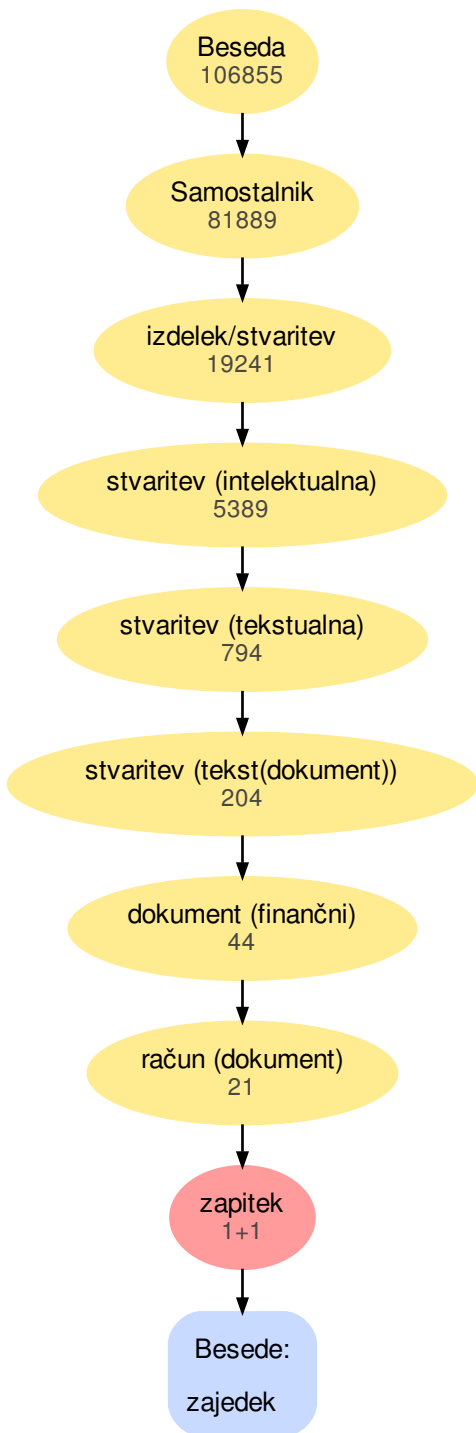 Beseda
106855
Samostalnik
81889
izdelek/stvaritev
19241
stvaritev (intelektualna)
5389
stvaritev (tekstualna)
794
stvaritev (tekst(dokument))
204
dokument (finančni)
44
račun (dokument)
21
zapitek
1+1
Besede:
zajedek